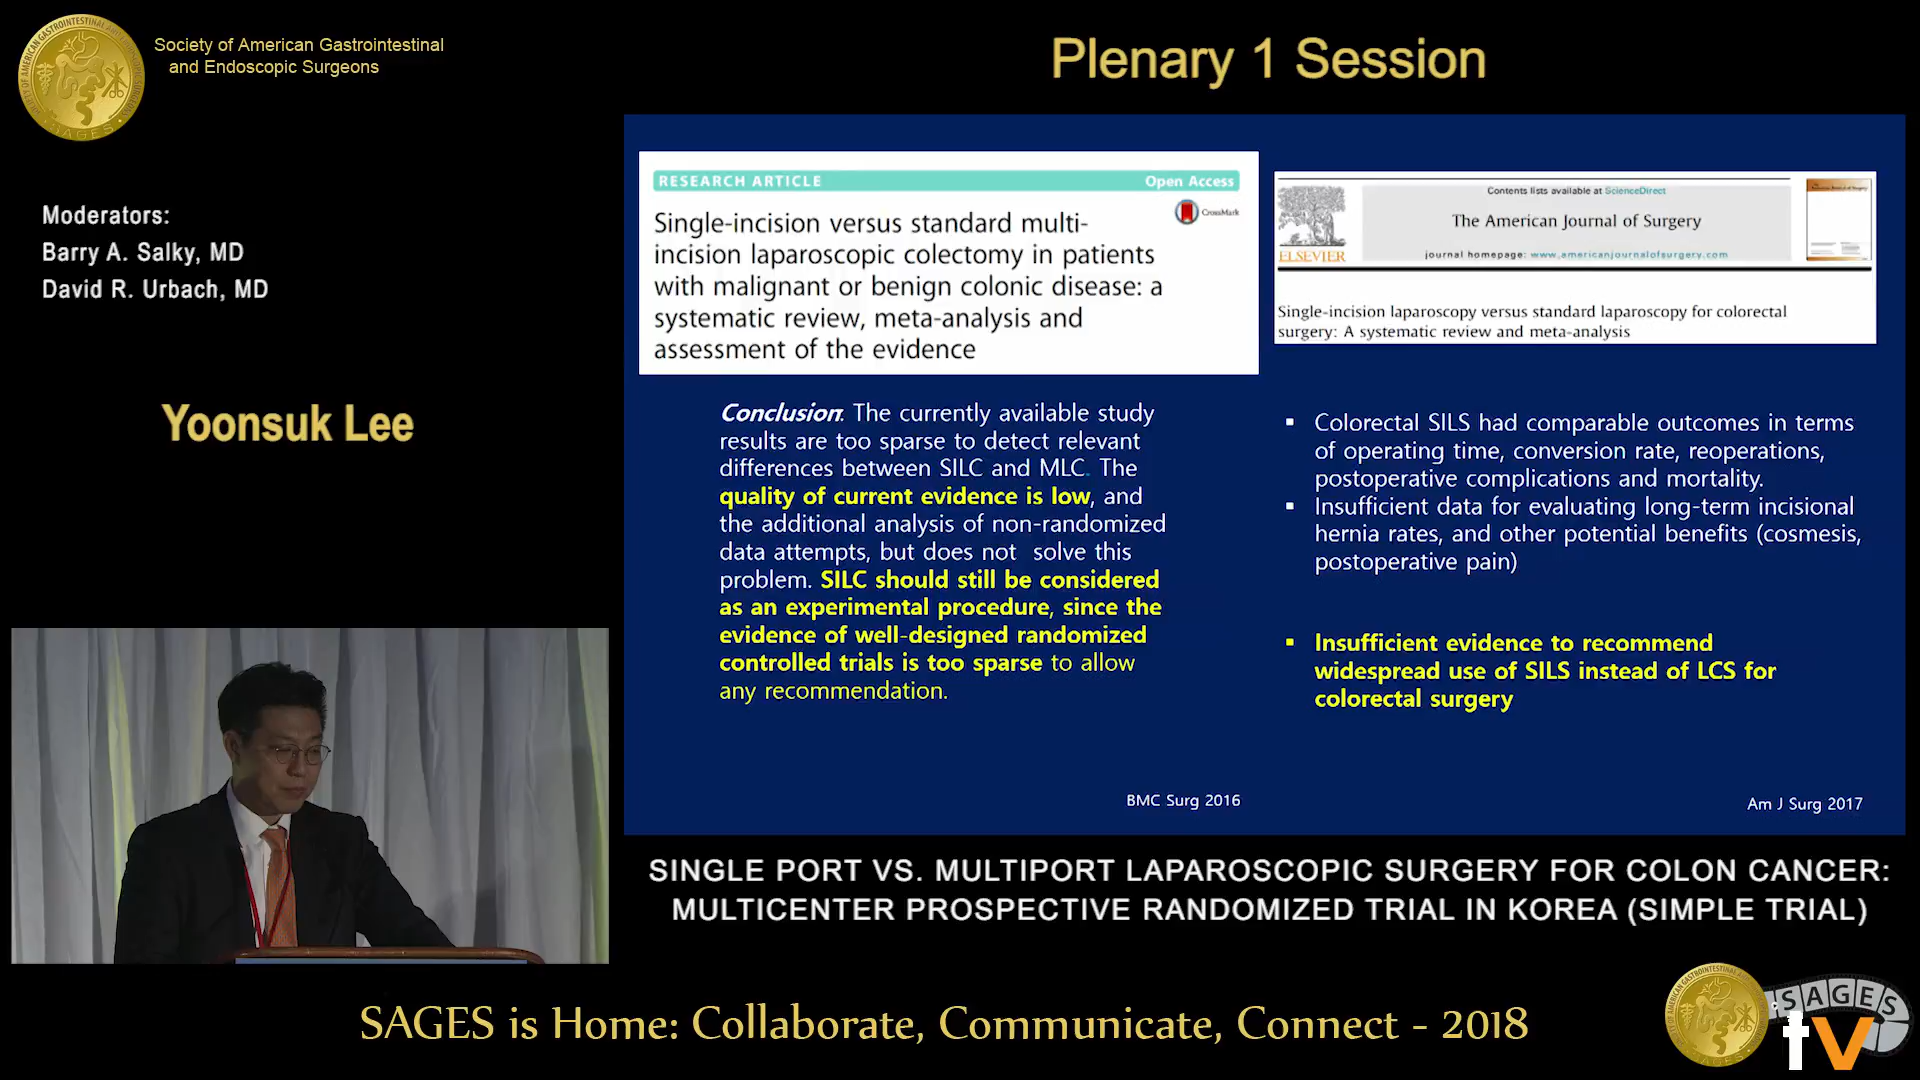 Society of American Gastrointestinal
and Endoscopic Surgeons
Plenary 1 Session
Moderators:
Barry A. Salky, MD
David R. Urbach, MD
Yoonsuk Lee
RESEARCH ARTICLE
Open Access
CrossMark
Single-incision versus standard multi-
incision laparoscopic colectomy in patients
with malignant or benign colonic disease: a
systematic review, meta-analysis and
assessment of the evidence
Conclusion: The currently available study
results are too sparse to detect relevant
differences between SILC and MLC. The
quality of current evidence is low, and
the additional analysis of non-randomized
data attempts, but does not solve this
problem. SILC should still be considered
as an experimental procedure, since the
evidence of well-designed randomized
controlled trials is too sparse to allow
any recommendation.
BMC Surg 2016
Contents lists available at ScienceDirect
The American Journal of Surgery
journal homepage: www.americanjournalofsurgery.com
ELSEVIER
Single-incision laparoscopy versus standard laparoscopy for colorectal
surgery: A systematic review and meta-analysis
▪ Colorectal SILS had comparable outcomes in terms
of operating time, conversion rate, reoperations,
postoperative complications and mortality.
▪ Insufficient data for evaluating long-term incisional
hernia rates, and other potential benefits (cosmesis,
postoperative pain)
▪ Insufficient evidence to recommend
widespread use of SILS instead of LCS for
colorectal surgery
Am J Surg 2017
SINGLE PORT VS. MULTIPORT LAPAROSCOPIC SURGERY FOR COLON CANCER:
MULTICENTER PROSPECTIVE RANDOMIZED TRIAL IN KOREA (SIMPLE TRIAL)
SAGES is Home: Collaborate, Communicate, Connect - 2018
SAGES
tv